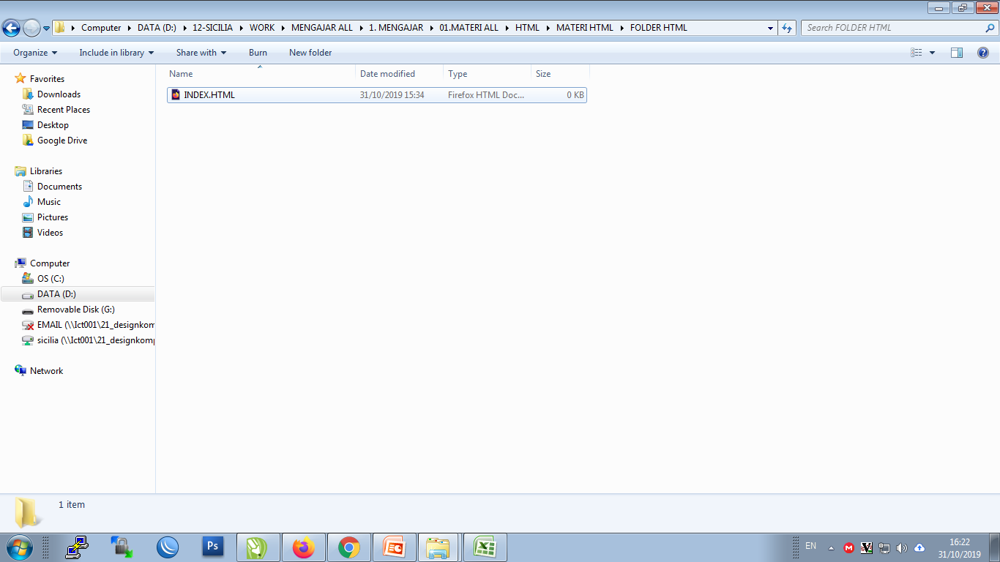 Computer DATA (D:) 12-SICILIA WORK MENGAJAR ALL 1. MENGAJAR 01.MATERI ALL HTML MATERI HTML FOLDER HTML Search FOLDER HTML
Organize Include in library Share with Burn New folder
Favorites
Downloads
Recent Places
Desktop
Google Drive
Libraries
Documents
Music
Pictures
Videos
Computer
OS (C:)
DATA (D:)
Removable Disk (G:)
EMAIL (\\Ict001\21_designkom
sicilia (\\Ict001\21_designkomp
Network
Name Date modified Type Size
INDEX.HTML 31/10/2019 15:34 Firefox HTML Doc... 0 KB
1 item
Ps
EN
16:22
31/10/2019